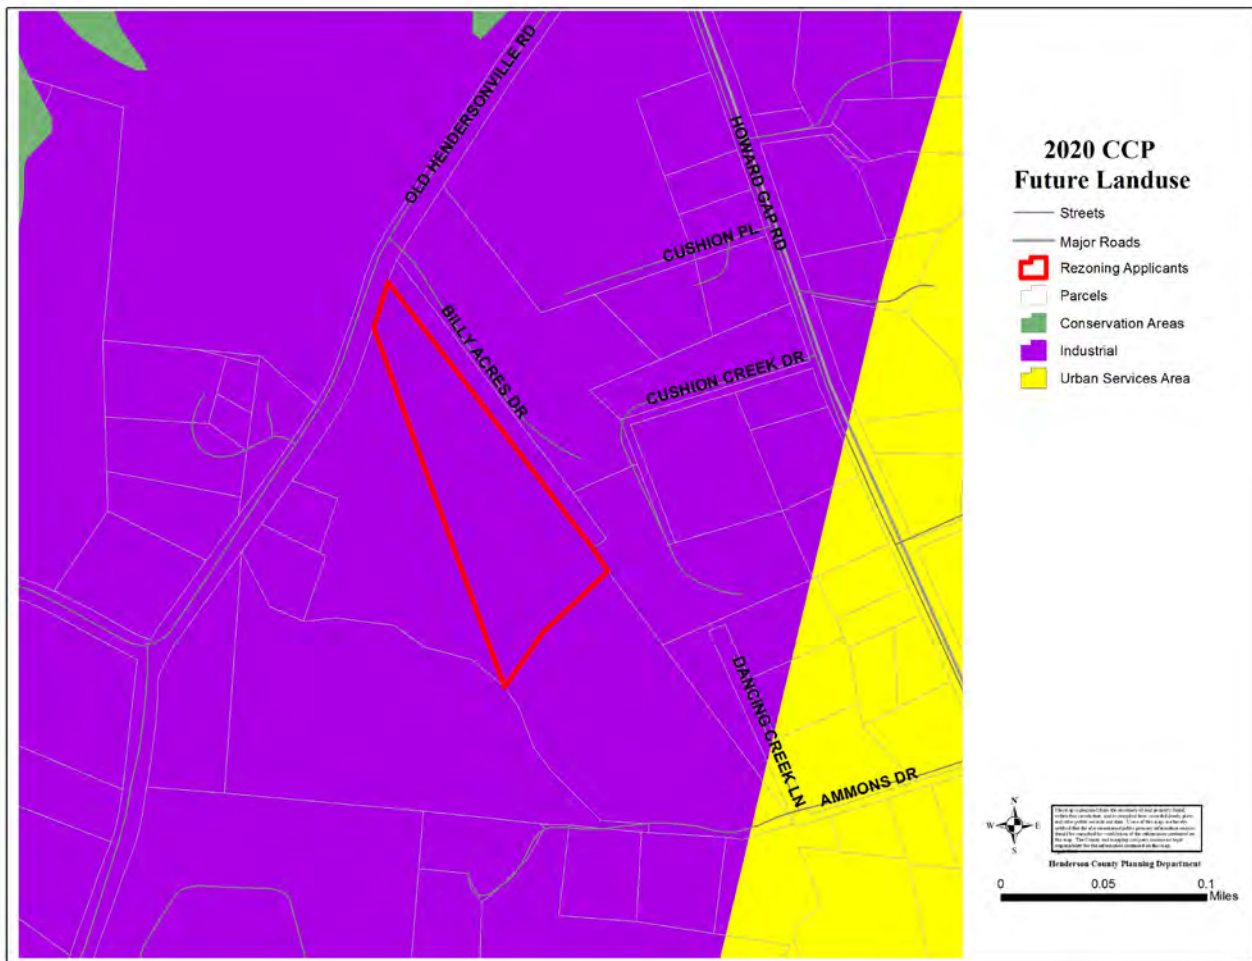 OLD HENDERSONVILLE RD
HOWARD GAP RD
CUSHION PL
BILLY ACRES DR
CUSHION CREEK DR
DANCING CREEK LN
AMMONS DR
2020 CCP
Future Landuse
Streets
Major Roads
Rezoning Applicants
Parcels
Conservation Areas
Industrial
Urban Services Area
N
W E
S
Henderson County Planning Department
0 0.05 0.1
Miles